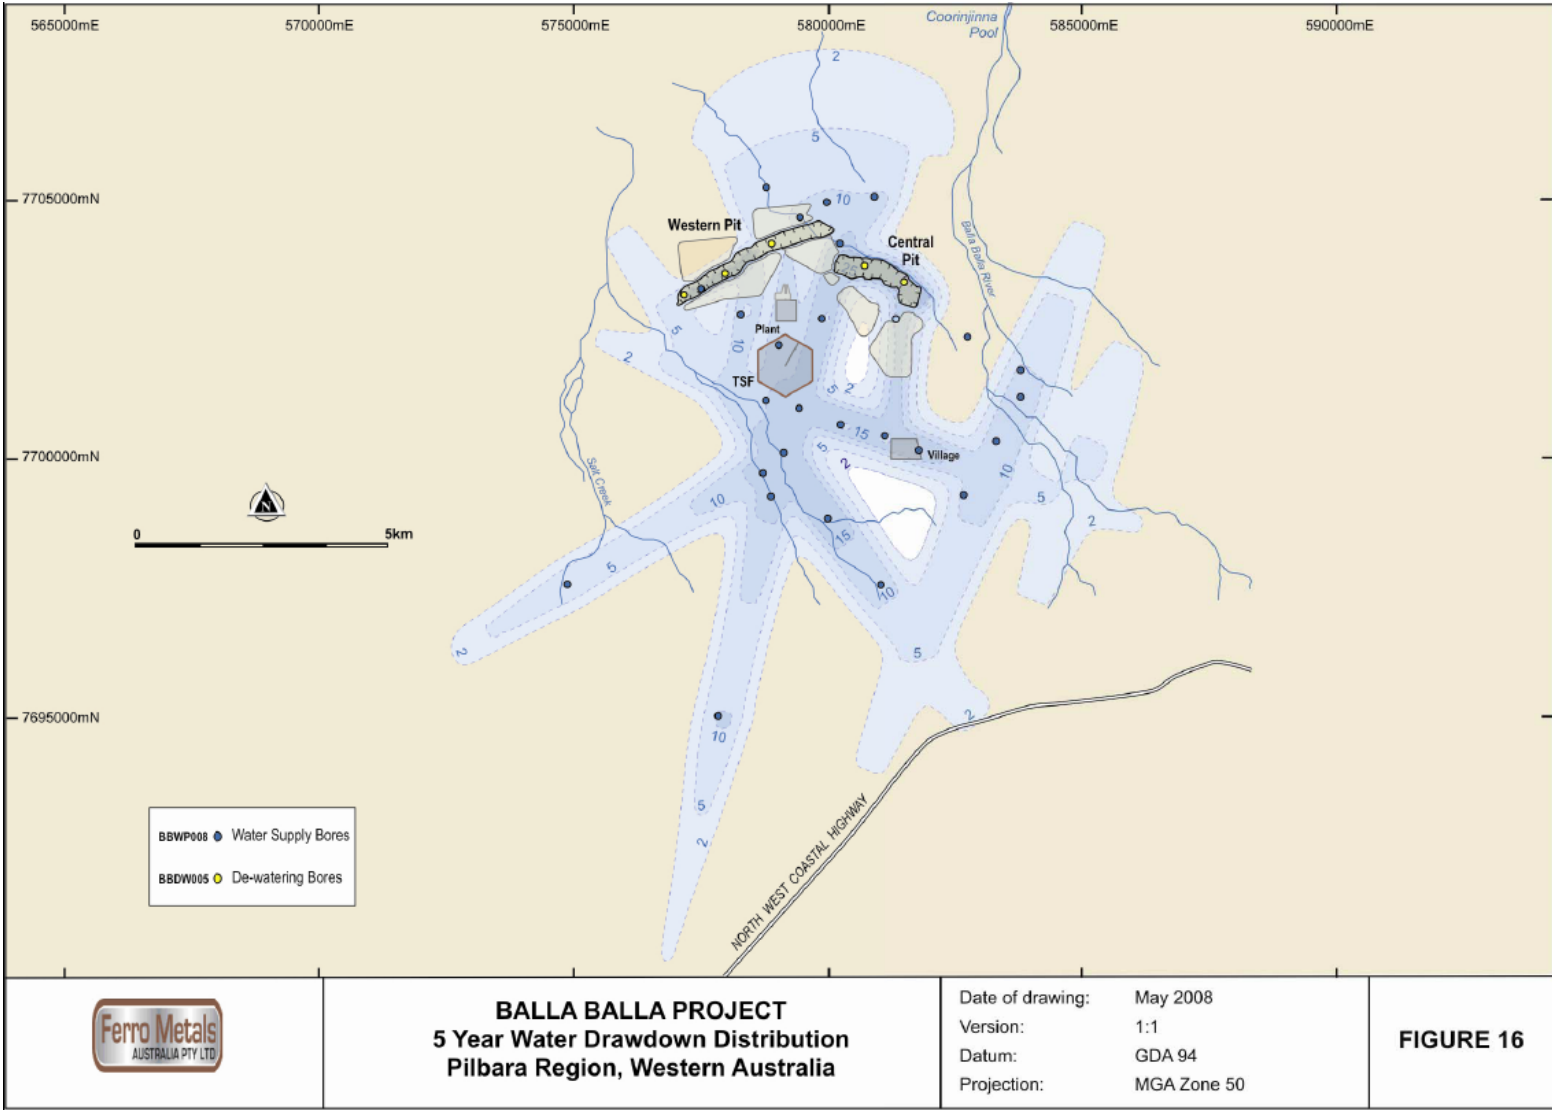 565000mE
570000mE
575000mE
580000mE
585000mE
590000mE
Coorinjinna
Pool
2
5
7705000mN
10
Western Pit
Central
Pit
25
Balla Balla River
5
10
Plant
2
TSF
5
2
15
5
2
Village
7700000mN
Salt Creek
10
10
5
2
15
0
5km
5
10
2
5
2
7695000mN
10
5
2
NORTH WEST COASTAL HIGHWAY
BBWP008 Water Supply Bores
BBDW005 De-watering Bores
N
Ferro Metals
AUSTRALIA PTY LTD
BALLA BALLA PROJECT
5 Year Water Drawdown Distribution
Pilbara Region, Western Australia
Date of drawing: May 2008
Version: 1:1
Datum: GDA 94
Projection: MGA Zone 50
FIGURE 16